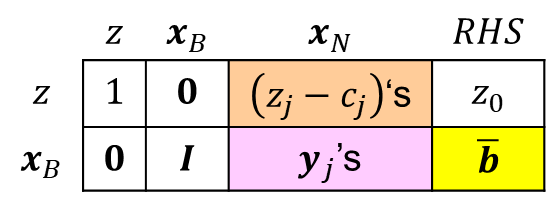 z x_B x_N RHS
z 1 0 (z_j − c_j)‘s z_0
x_B 0 I y_j’s b̅